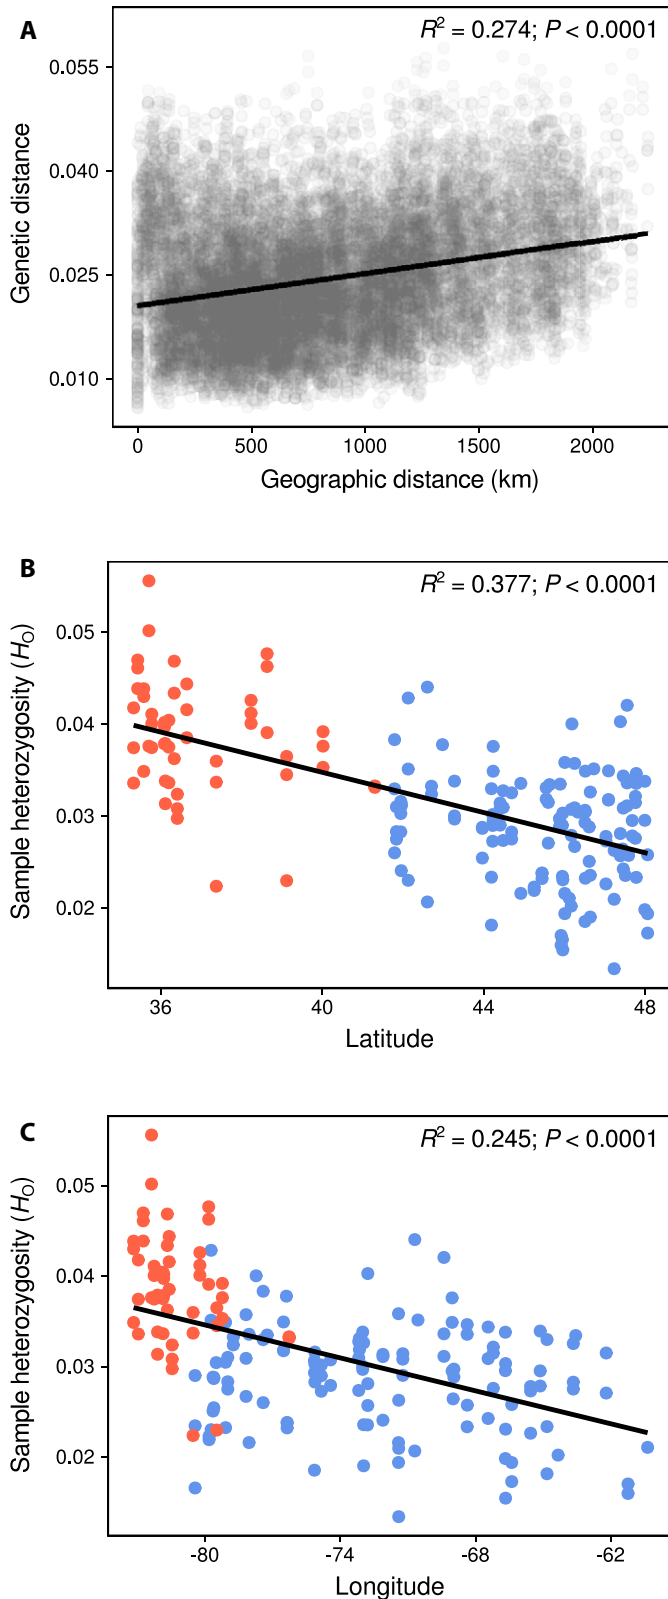 A
R² = 0.274; P < 0.0001
0.055
0.040
0.025
0.010
Genetic distance
0
500
1000
1500
2000
Geographic distance (km)
B
R² = 0.377; P < 0.0001
0.05
0.04
0.03
0.02
Sample heterozygosity (H_O)
36
40
44
48
Latitude
C
R² = 0.245; P < 0.0001
0.05
0.04
0.03
0.02
Sample heterozygosity (H_O)
-80
-74
-68
-62
Longitude